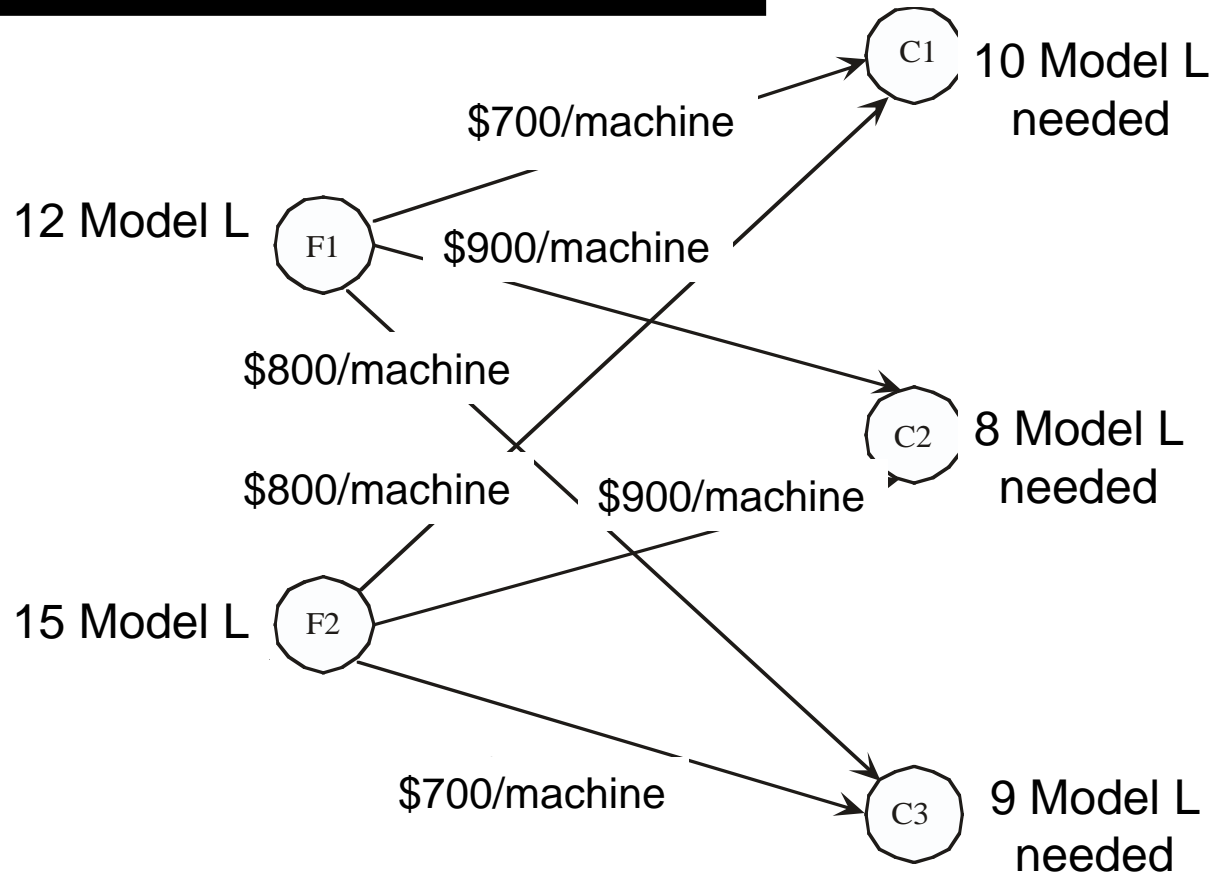 C1
10 Model L
needed
$700/machine
12 Model L
F1
$900/machine
$800/machine
C2
8 Model L
needed
$800/machine
$900/machine
15 Model L
F2
$700/machine
C3
9 Model L
needed